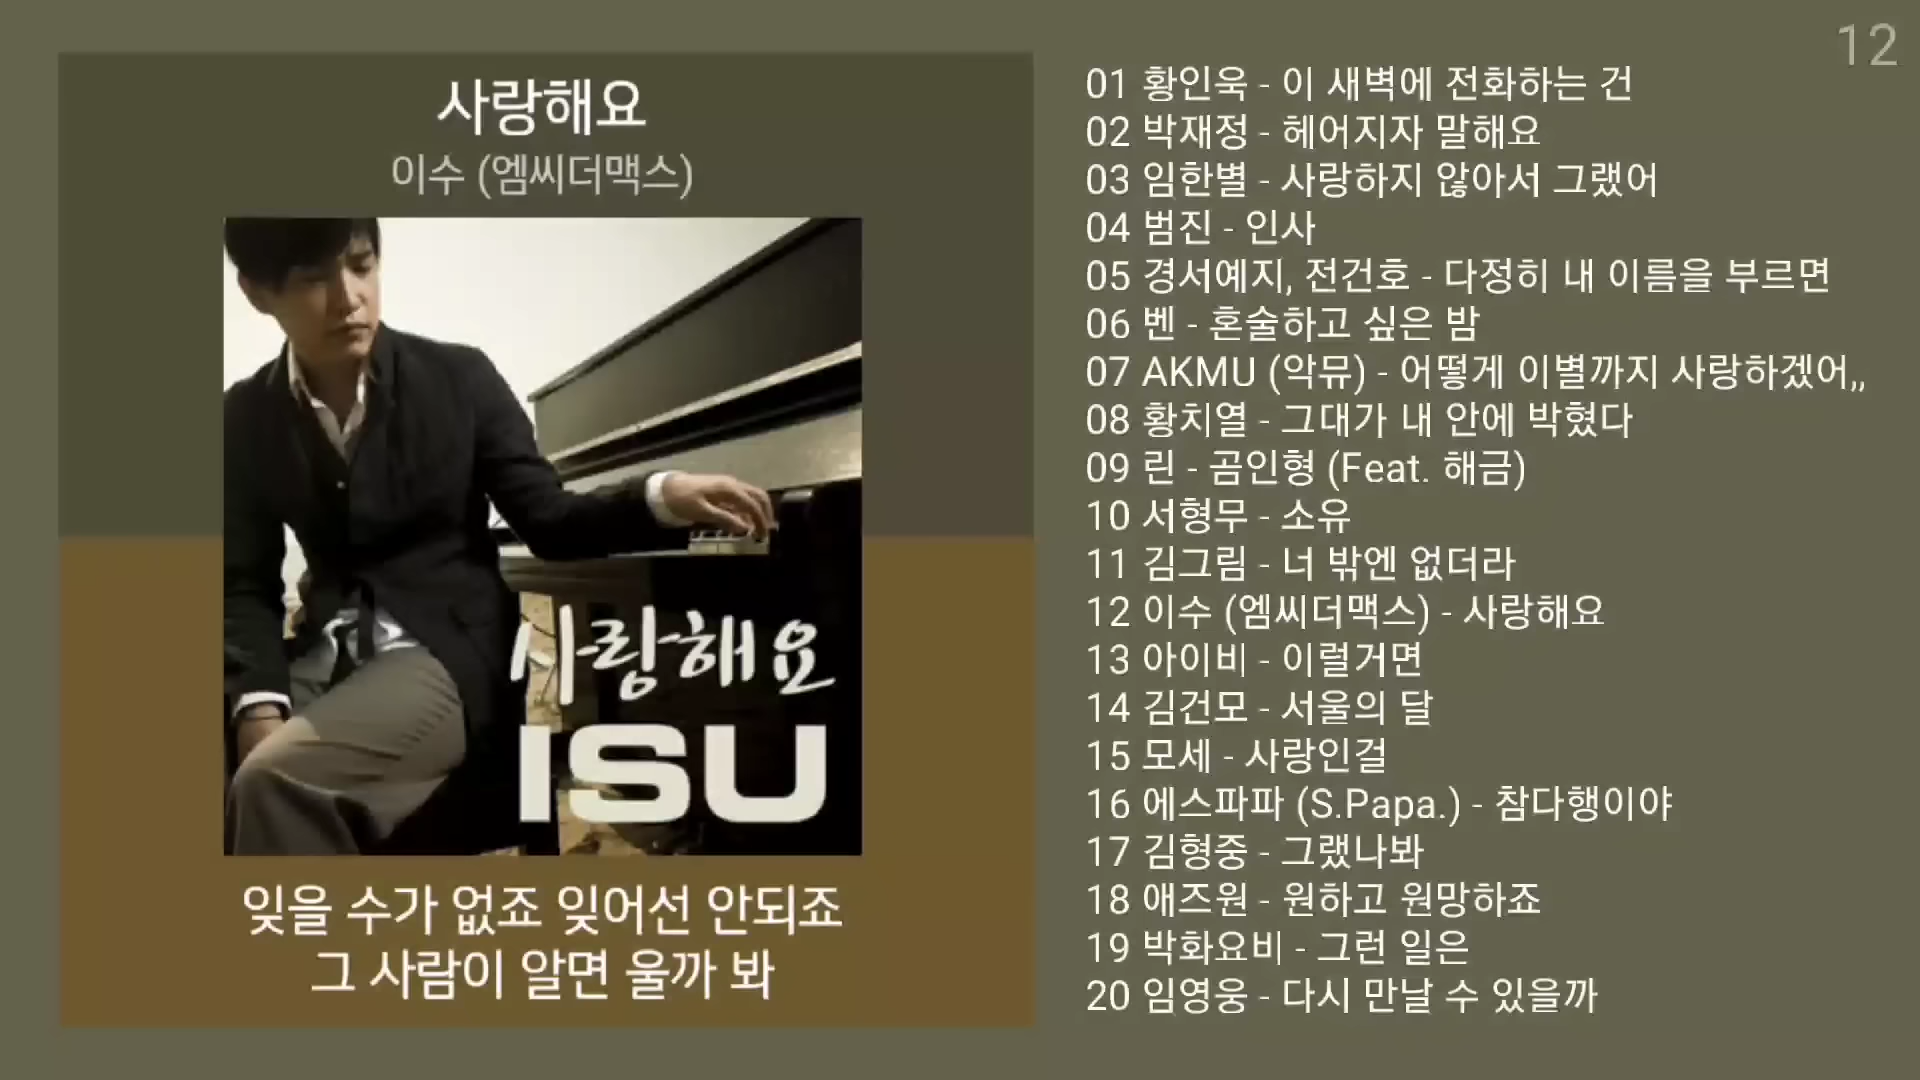 사랑해요
이수 (엠씨더맥스)
사랑해요
ISU
잊을 수가 없죠 잊어선 안되죠
그 사람이 알면 울까 봐
12
01 황인욱 - 이 새벽에 전화하는 건
02 박재정 - 헤어지자 말해요
03 임한별 - 사랑하지 않아서 그랬어
04 범진 - 인사
05 경서예지, 전건호 - 다정히 내 이름을 부르면
06 벤 - 혼술하고 싶은 밤
07 AKMU (악뮤) - 어떻게 이별까지 사랑하겠어,,
08 황치열 - 그대가 내 안에 박혔다
09 린 - 곰인형 (Feat. 해금)
10 서형무 - 소유
11 김그림 - 너 밖엔 없더라
12 이수 (엠씨더맥스) - 사랑해요
13 아이비 - 이럴거면
14 김건모 - 서울의 달
15 모세 - 사랑인걸
16 에스파파 (S.Papa.) - 참다행이야
17 김형중 - 그랬나봐
18 애즈원 - 원하고 원망하죠
19 박화요비 - 그런 일은
20 임영웅 - 다시 만날 수 있을까